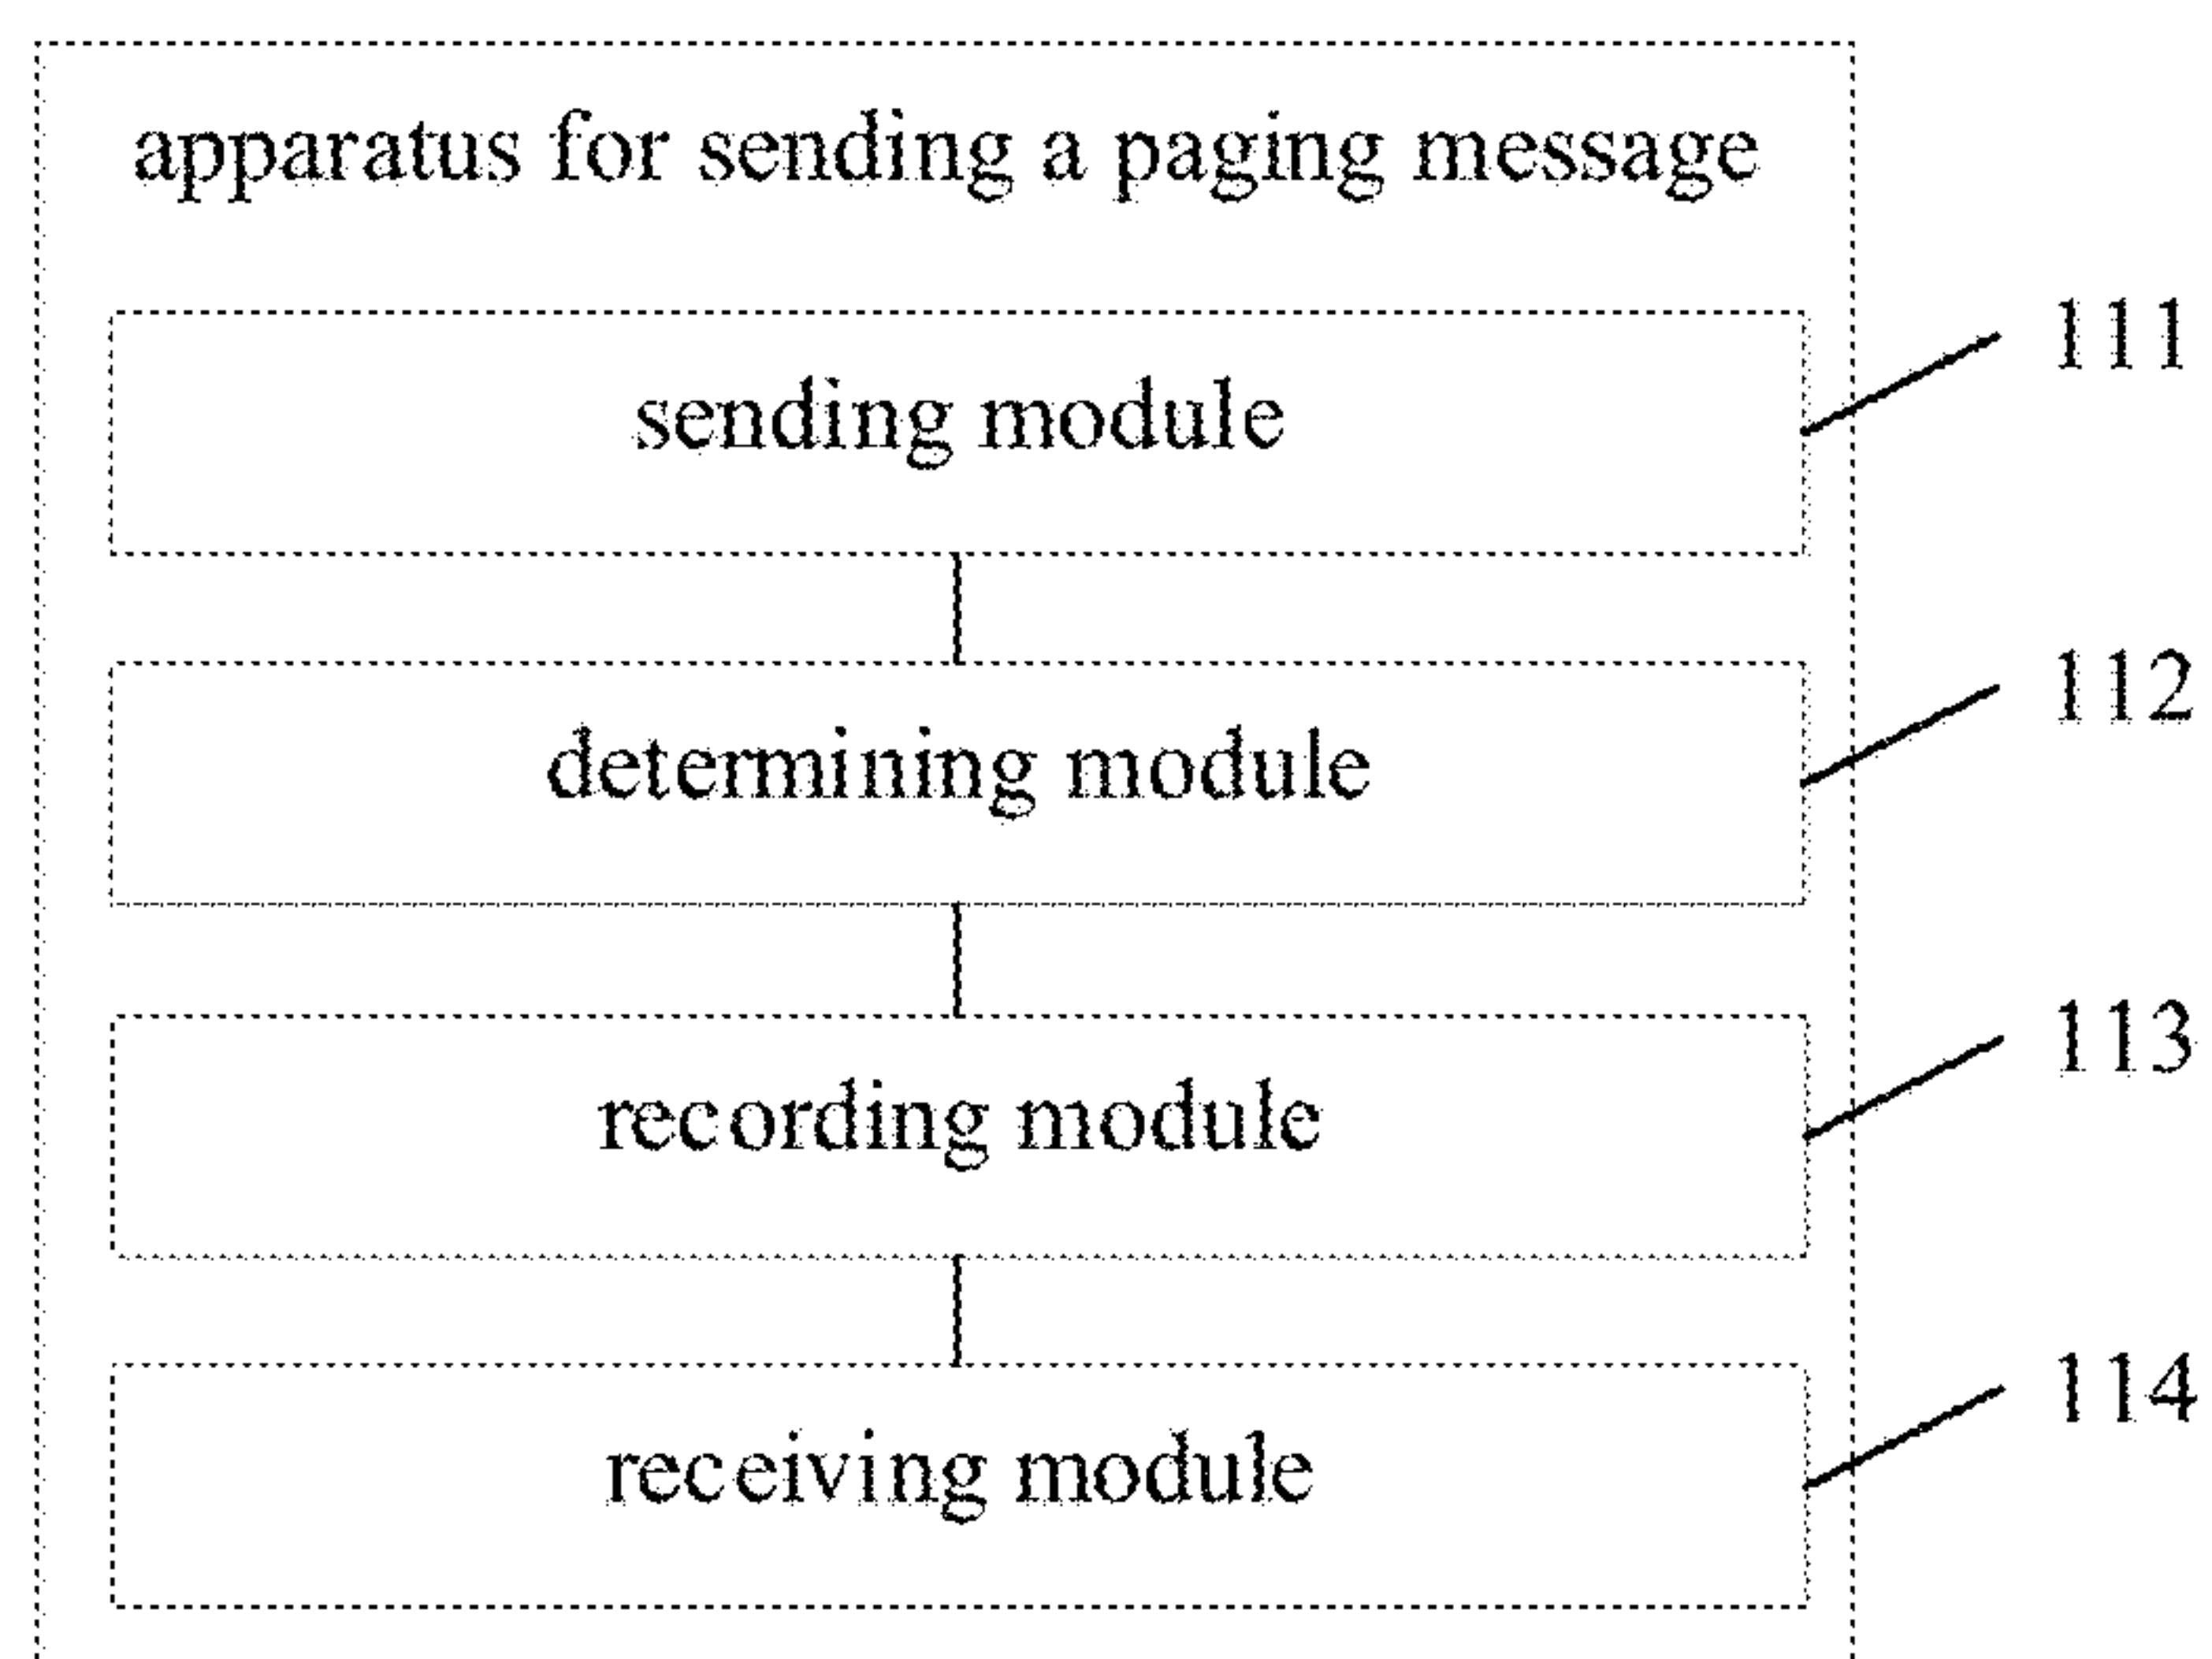 apparatus for sending a paging message
sending module
111
determining module
112
recording module
113
receiving module
114